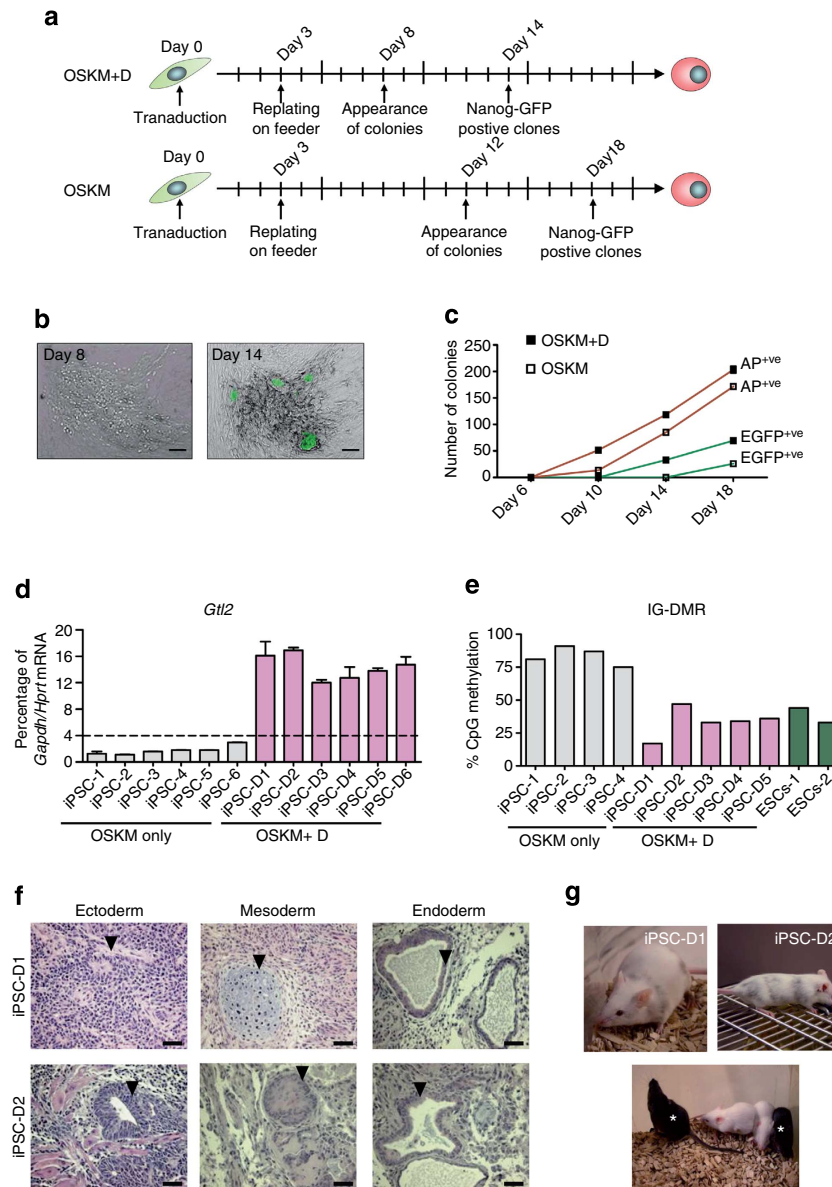 a
Day 0
Day 3
Day 8
Day 14
OSKM+D
Tranaduction
Replating
on feeder
Appearance
of colonies
Nanog-GFP
postive clones
Day 0
Day 3
Day 12
Day18
OSKM
Tranaduction
Replating
on feeder
Appearance
of colonies
Nanog-GFP
postive clones
b
Day 8
Day 14
c
Number of colonies
250
200
150
100
50
0
OSKM+D
OSKM
AP+ve
AP+ve
EGFP+ve
EGFP+ve
Day 6
Day 10
Day 14
Day 18
d
Gtl2
Percentage of
Gapdh/Hprt mRNA
20
16
12
8
4
0
iPSC-1
iPSC-2
iPSC-3
iPSC-4
iPSC-5
iPSC-6
iPSC-D1
iPSC-D2
iPSC-D3
iPSC-D4
iPSC-D5
iPSC-D6
OSKM only
OSKM+ D
e
IG-DMR
% CpG methylation
100
75
50
25
0
iPSC-1
iPSC-2
iPSC-3
iPSC-4
iPSC-D1
iPSC-D2
iPSC-D3
iPSC-D4
iPSC-D5
ESCs-1
ESCs-2
OSKM only
OSKM+ D
f
Ectoderm
Mesoderm
Endoderm
iPSC-D1
iPSC-D2
g
iPSC-D1
iPSC-D2
*
*